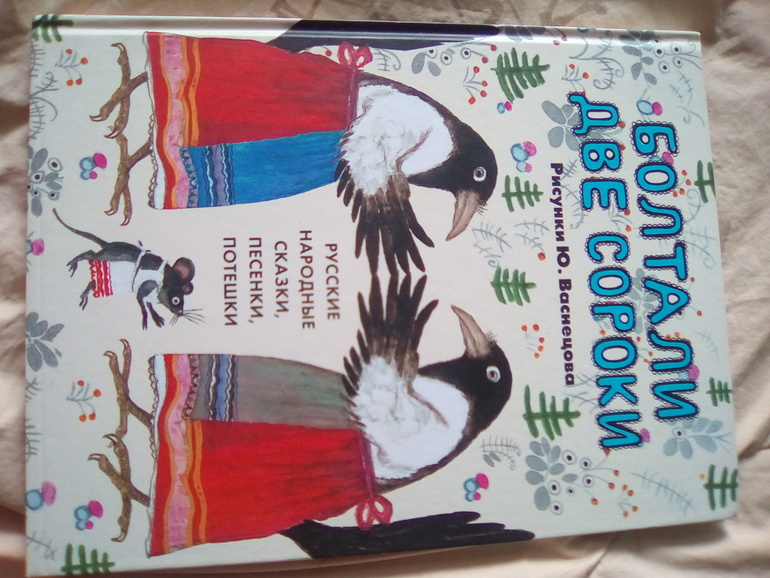 БОЛТАЛИ
ДВЕ СОРОКИ
Рисунки Ю. Васнецова
РУССКИЕ
НАРОДНЫЕ
СКАЗКИ,
ПЕСЕНКИ,
ПОТЕШКИ